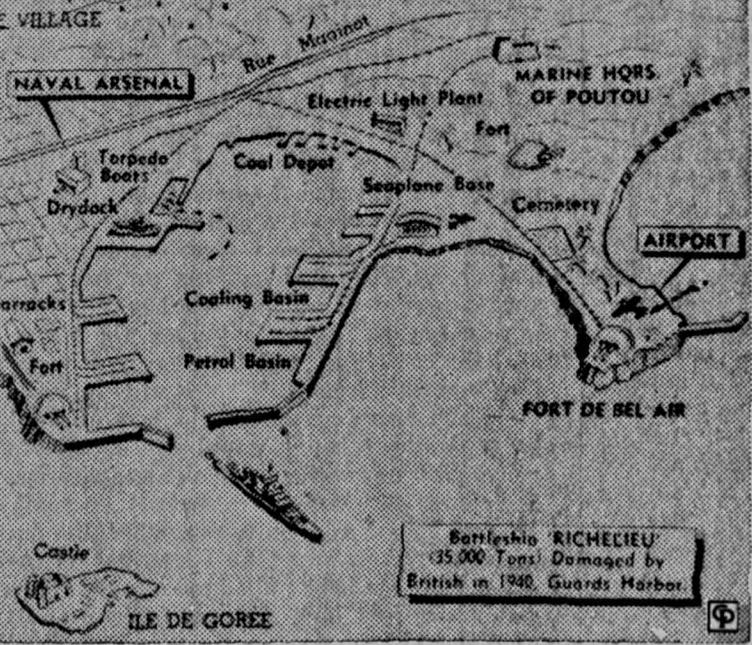 E VILLAGE
Rue Maginot
NAVAL ARSENAL
MARINE HQRS.
OF POUTOU
Electric Light Plant
Fort
Torpedo
Boats
Coal Depot
Seaplane Base
Drydock
Cemetery
AIRPORT
arracks
Coaling Basin
Fort
Petrol Basin
FORT DE BEL AIR
Battleship 'RICHELIEU'
(35,000 Tons) Damaged by
British in 1940, Guards Harbor.
Castle
ILE DE GOREE
CP